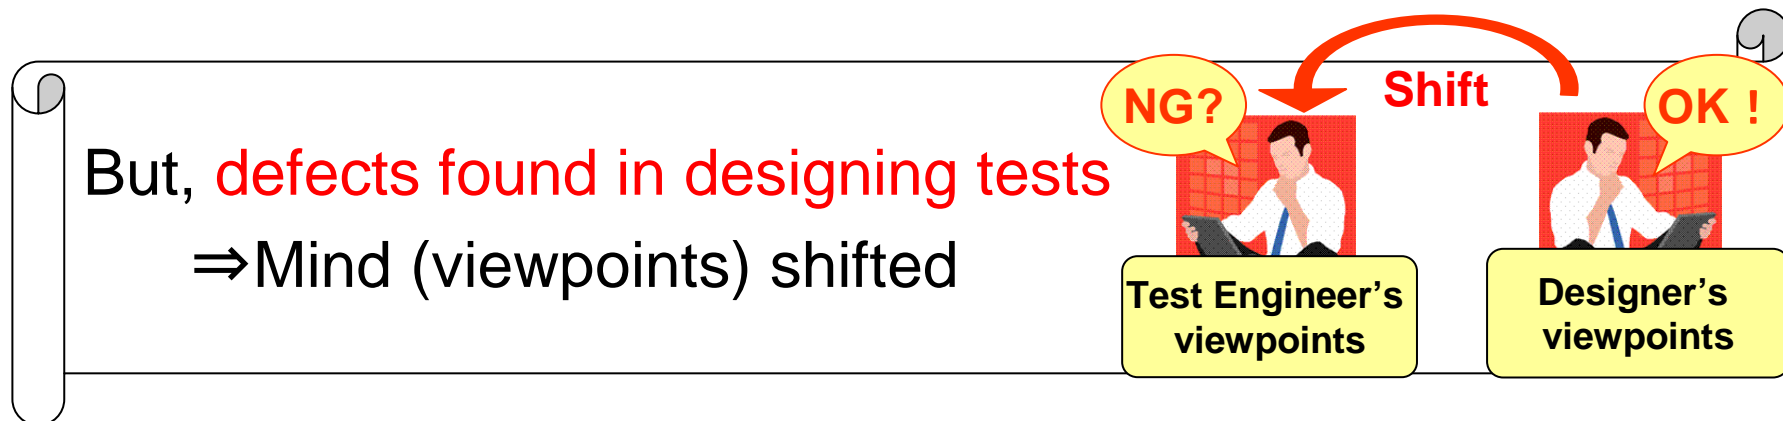 But, defects found in designing tests
⇒Mind (viewpoints) shifted
NG?
Shift
OK !
Test Engineer’s
viewpoints
Designer’s
viewpoints